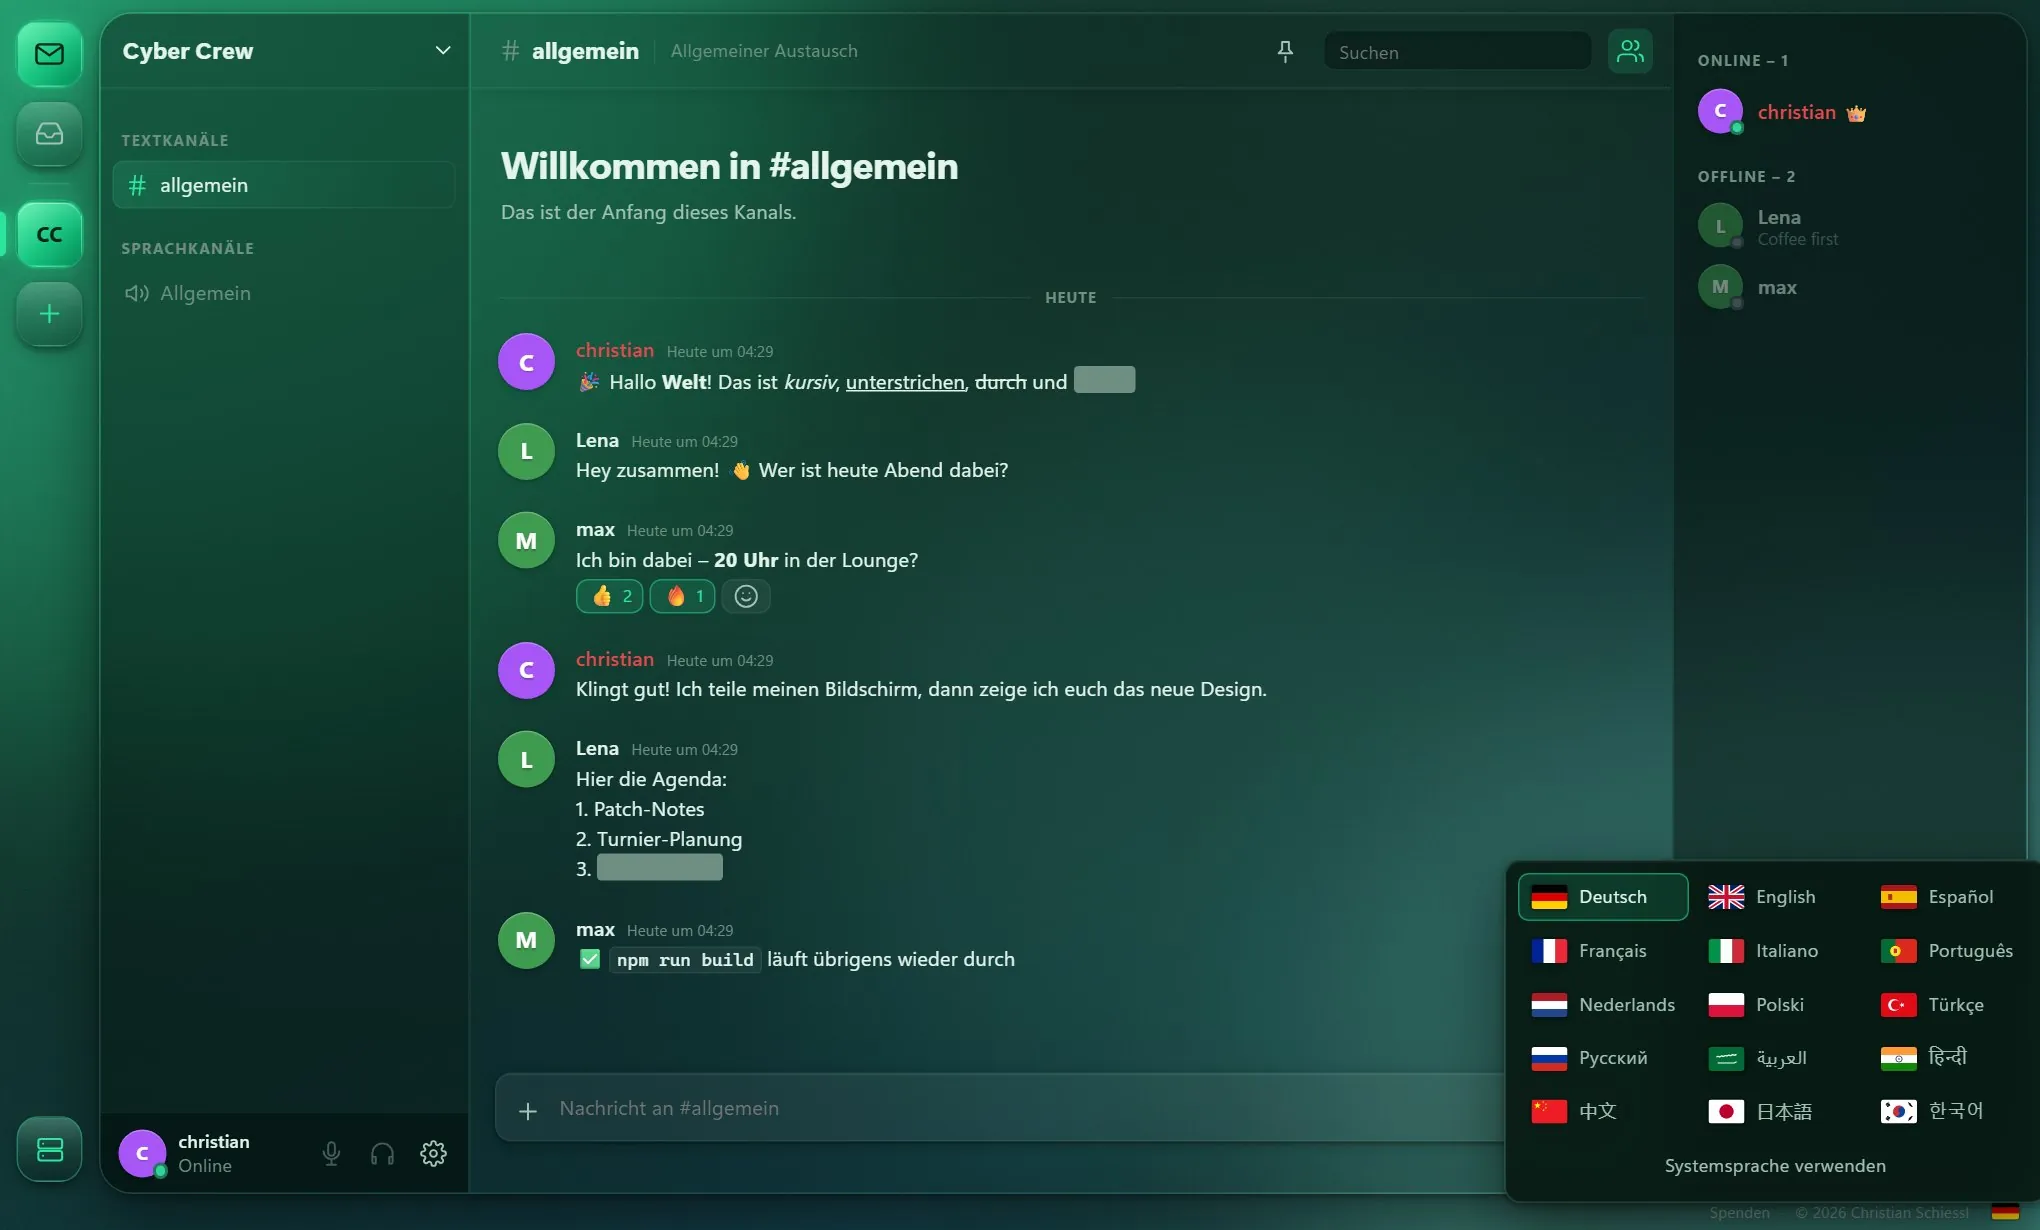 Cyber Crew
TEXTKANÄLE
# allgemein
SPRACHKANÄLE
Allgemein
CC
C
christian
Online
# allgemein
Allgemeiner Austausch
Suchen
Willkommen in #allgemein
Das ist der Anfang dieses Kanals.
HEUTE
C
christian Heute um 04:29
🎉 Hallo Welt! Das ist kursiv, unterstrichen, durch und
L
Lena Heute um 04:29
Hey zusammen! 👋 Wer ist heute Abend dabei?
M
max Heute um 04:29
Ich bin dabei – 20 Uhr in der Lounge?
👍 2 🔥 1
C
christian Heute um 04:29
Klingt gut! Ich teile meinen Bildschirm, dann zeige ich euch das neue Design.
L
Lena Heute um 04:29
Hier die Agenda:
1. Patch-Notes
2. Turnier-Planung
3.
M
max Heute um 04:29
✅ npm run build läuft übrigens wieder durch
Nachricht an #allgemein
ONLINE – 1
C
christian 👑
OFFLINE – 2
L
Lena
Coffee first
M
max
Deutsch English Español
Français Italiano Português
Nederlands Polski Türkçe
Русский العربية हिन्दी
中文 日本語 한국어
Systemsprache verwenden
Spenden © 2026 Christian Schiessl